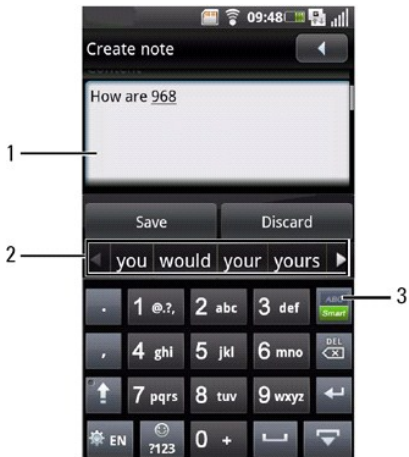 09:48
Create note
Content
How are 968
1
Save Discard
2
you would your yours
. 1 @.?, 2 abc 3 def ABC Smart
3
, 4 ghi 5 jkl 6 mno DEL
7 pqrs 8 tuv 9 wxyz
EN ?123 0 +